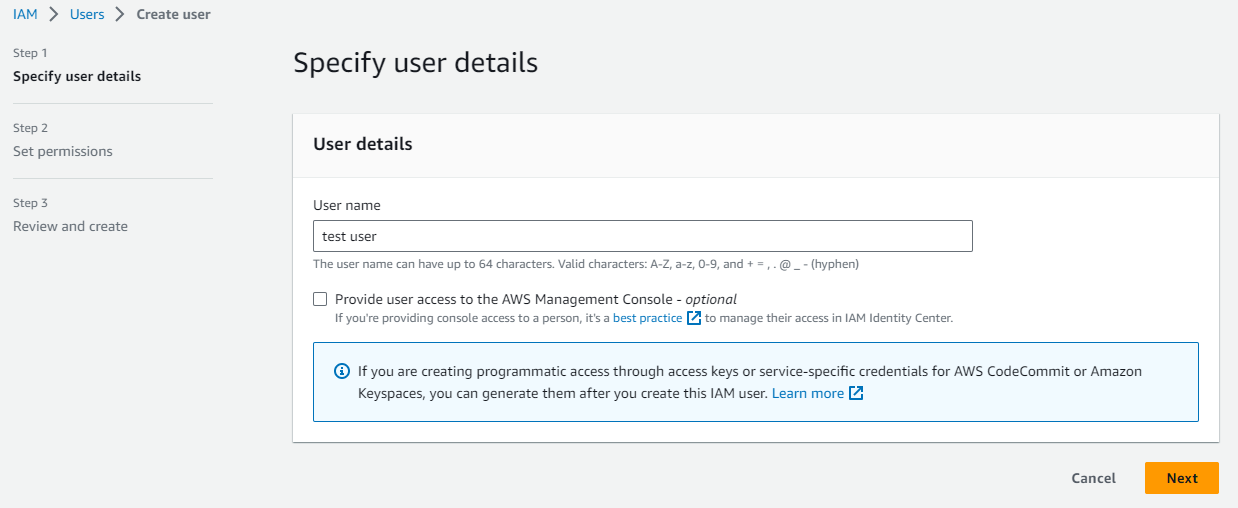 IAM > Users > Create user
Step 1
Specify user details
Step 2
Set permissions
Step 3
Review and create
Specify user details
User details
User name
test user
The user name can have up to 64 characters. Valid characters: A-Z, a-z, 0-9, and + = , . @ _ - (hyphen)
Provide user access to the AWS Management Console - optional
If you're providing console access to a person, it's a best practice to manage their access in IAM Identity Center.
If you are creating programmatic access through access keys or service-specific credentials for AWS CodeCommit or Amazon
Keyspaces, you can generate them after you create this IAM user. Learn more
Cancel
Next